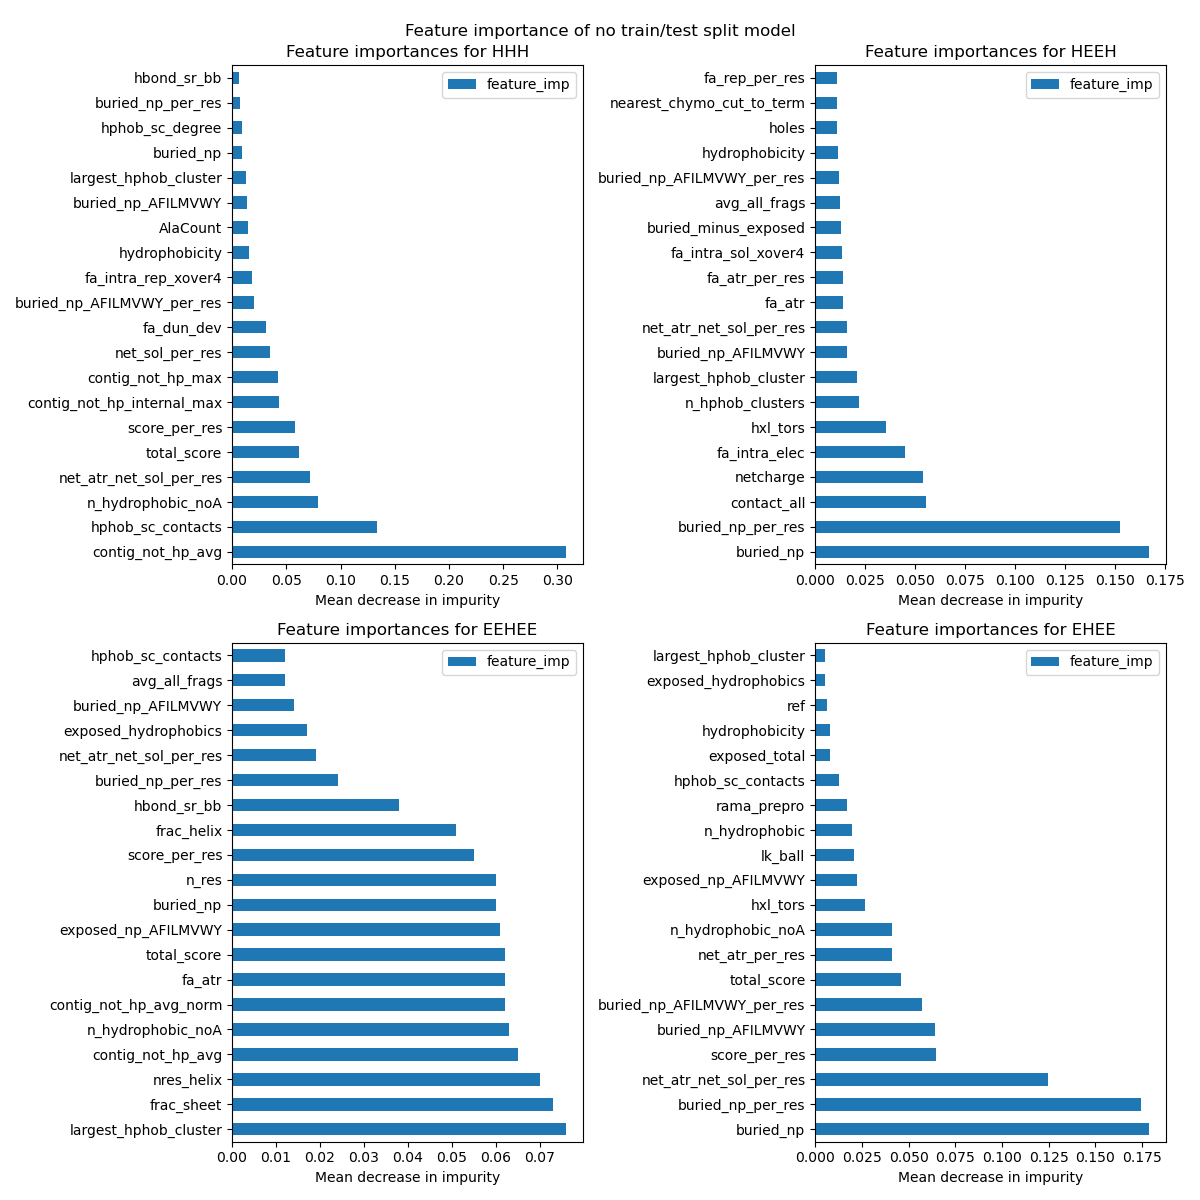 Feature importance of no train/test split model
Feature importances for HHH
feature_imp
hbond_sr_bb
buried_np_per_res
hphob_sc_degree
buried_np
largest_hphob_cluster
buried_np_AFILMVWY
AlaCount
hydrophobicity
fa_intra_rep_xover4
buried_np_AFILMVWY_per_res
fa_dun_dev
net_sol_per_res
contig_not_hp_max
contig_not_hp_internal_max
score_per_res
total_score
net_atr_net_sol_per_res
n_hydrophobic_noA
hphob_sc_contacts
contig_not_hp_avg
0.00 0.05 0.10 0.15 0.20 0.25 0.30
Mean decrease in impurity
Feature importances for HEEH
feature_imp
fa_rep_per_res
nearest_chymo_cut_to_term
holes
hydrophobicity
buried_np_AFILMVWY_per_res
avg_all_frags
buried_minus_exposed
fa_intra_sol_xover4
fa_atr_per_res
fa_atr
net_atr_net_sol_per_res
buried_np_AFILMVWY
largest_hphob_cluster
n_hphob_clusters
hxl_tors
fa_intra_elec
netcharge
contact_all
buried_np_per_res
buried_np
0.000 0.025 0.050 0.075 0.100 0.125 0.150 0.175
Mean decrease in impurity
Feature importances for EEHEE
feature_imp
hphob_sc_contacts
avg_all_frags
buried_np_AFILMVWY
exposed_hydrophobics
net_atr_net_sol_per_res
buried_np_per_res
hbond_sr_bb
frac_helix
score_per_res
n_res
buried_np
exposed_np_AFILMVWY
total_score
fa_atr
contig_not_hp_avg_norm
n_hydrophobic_noA
contig_not_hp_avg
nres_helix
frac_sheet
largest_hphob_cluster
0.00 0.01 0.02 0.03 0.04 0.05 0.06 0.07
Mean decrease in impurity
Feature importances for EHEE
feature_imp
largest_hphob_cluster
exposed_hydrophobics
ref
hydrophobicity
exposed_total
hphob_sc_contacts
rama_prepro
n_hydrophobic
lk_ball
exposed_np_AFILMVWY
hxl_tors
n_hydrophobic_noA
net_atr_per_res
total_score
buried_np_AFILMVWY_per_res
buried_np_AFILMVWY
score_per_res
net_atr_net_sol_per_res
buried_np_per_res
buried_np
0.000 0.025 0.050 0.075 0.100 0.125 0.150 0.175
Mean decrease in impurity